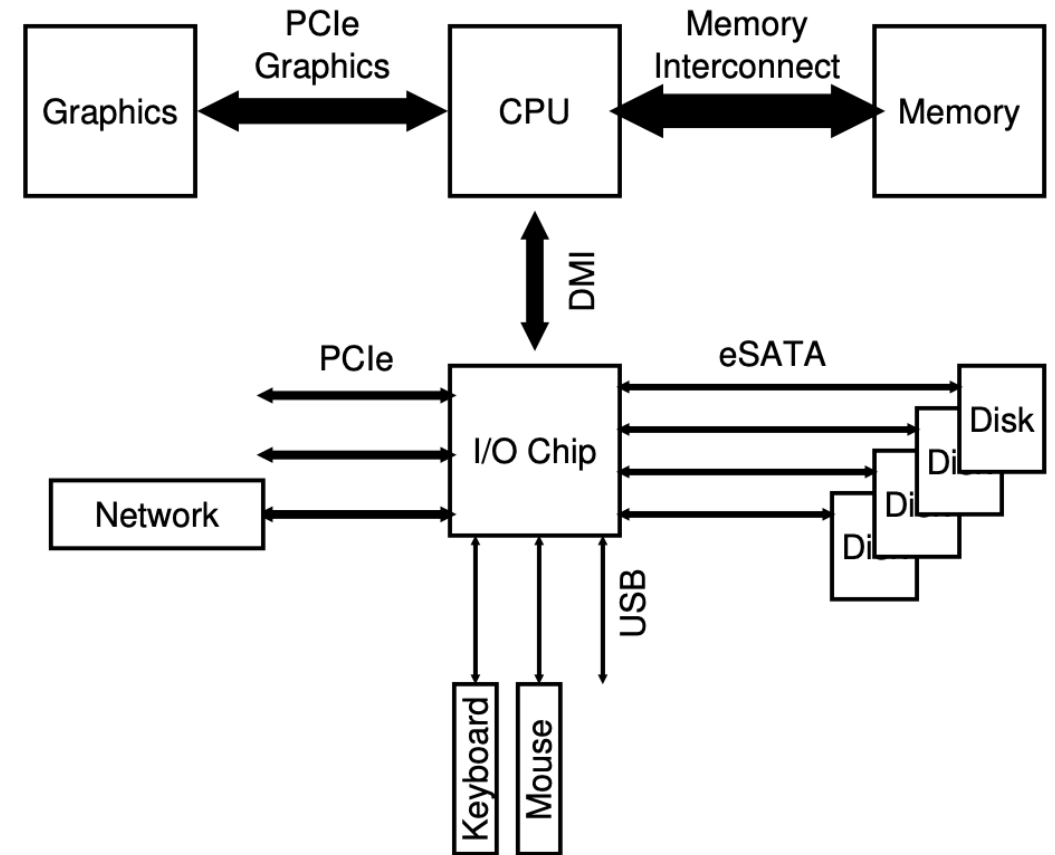 PCIe
Graphics
Memory
Interconnect
Graphics
CPU
Memory
DMI
PCIe
eSATA
I/O Chip
Disk
Network
USB
Keyboard
Mouse